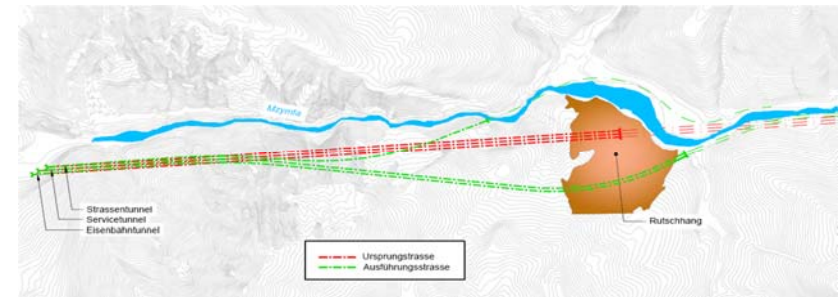 Mzymta
Strassentunnel
Servicetunnel
Eisenbahntunnel
Rutschhang
Ursprungstrasse
Ausführungsstrasse